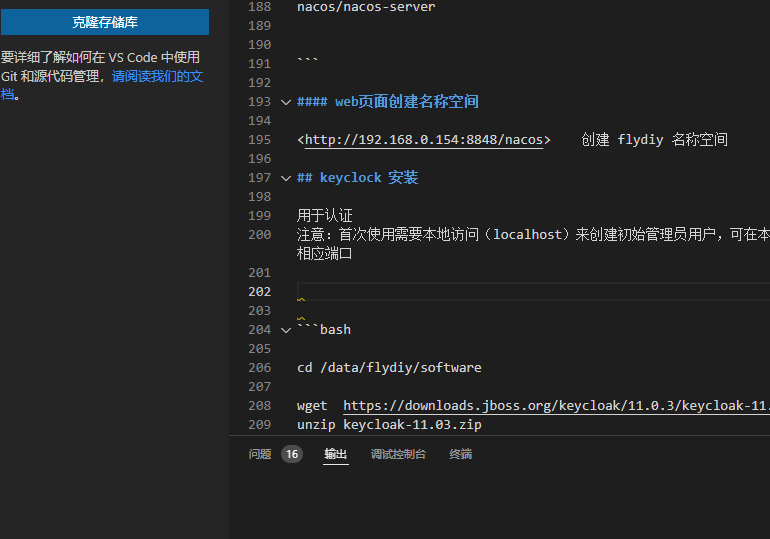 克隆存储库
要详细了解如何在 VS Code 中使用
Git 和源代码管理，请阅读我们的文
档。
188 nacos/nacos-server
189
190
191 ```
192
193 #### web页面创建名称空间
194
195 <http://192.168.0.154:8848/nacos> 创建 flydiy 名称空间
196
197 ## keyclock 安装
198
199 用于认证
200 注意：首次使用需要本地访问（localhost）来创建初始管理员用户，可在本
相应端口
201
202
203
204 ```bash
205
206 cd /data/flydiy/software
207
208 wget https://downloads.jboss.org/keycloak/11.0.3/keycloak-11.
209 unzip keycloak-11.03.zip
问题 16 输出 调试控制台 终端